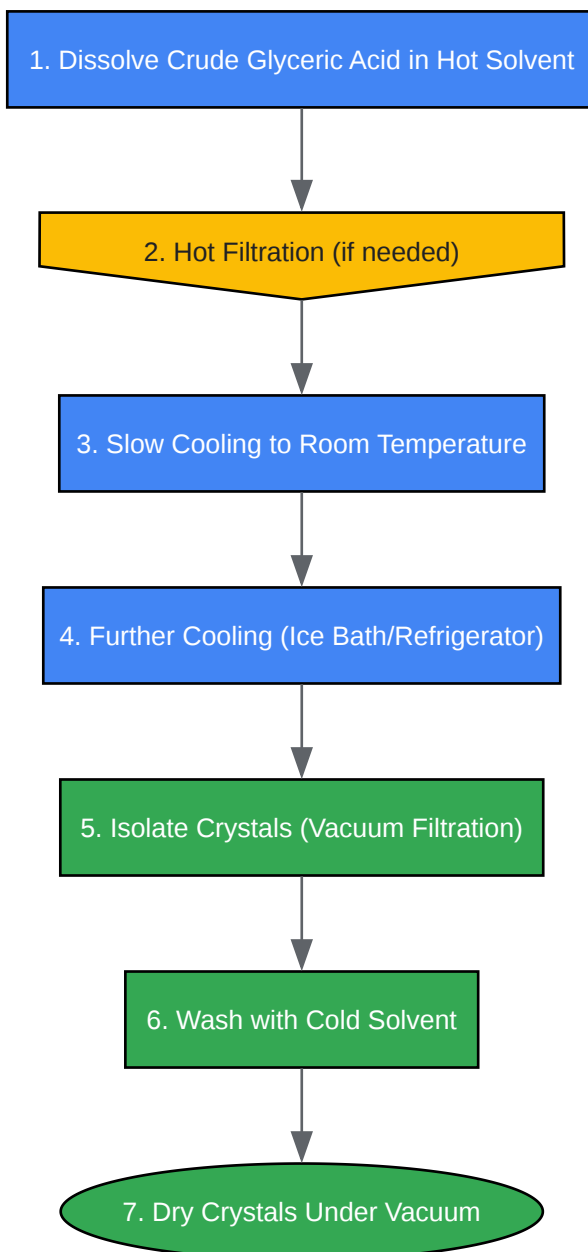 1. Dissolve Crude Glyceric Acid in Hot Solvent
2. Hot Filtration (if needed)
3. Slow Cooling to Room Temperature
4. Further Cooling (Ice Bath/Refrigerator)
5. Isolate Crystals (Vacuum Filtration)
6. Wash with Cold Solvent
7. Dry Crystals Under Vacuum